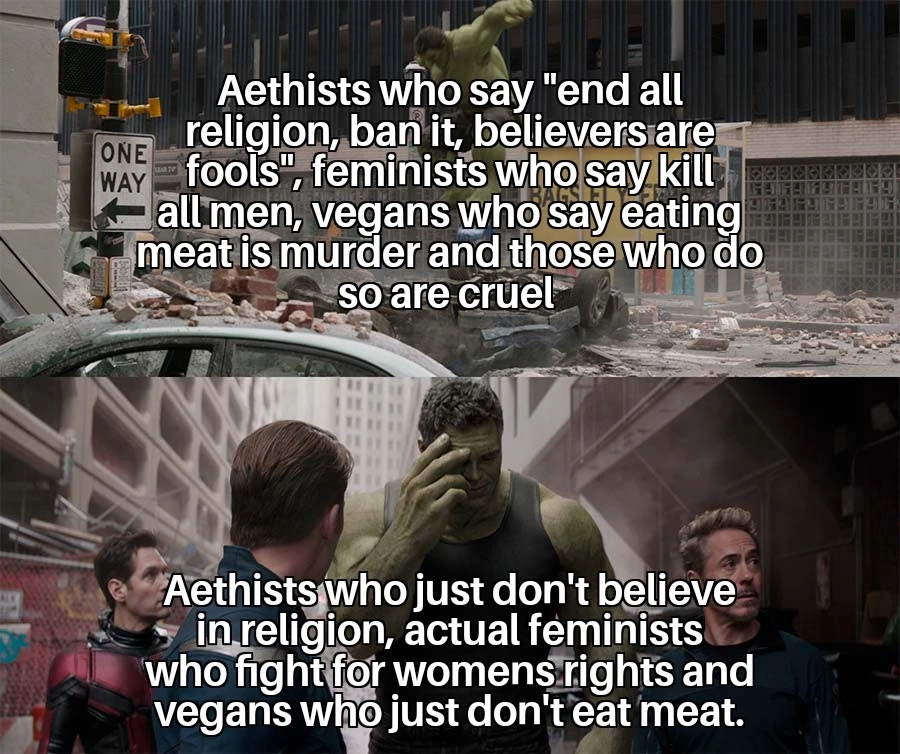 ONE
WAY
Aethists who say "end all
religion, ban it, believers are
fools", feminists who say kill
all men, vegans who say eating
meat is murder and those who do
so are cruel
Aethists who just don't believe
in religion, actual feminists
who fight for womens rights and
vegans who just don't eat meat.